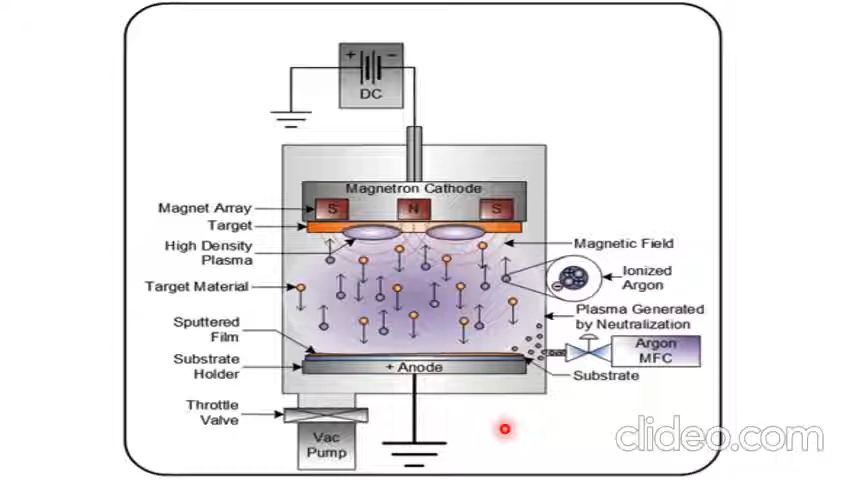 + −
DC
Magnetron Cathode
Magnet Array
S
N
S
Target
High Density
Plasma
Magnetic Field
Ionized
Argon
Target Material
Plasma Generated
by Neutralization
Sputtered
Film
Argon
MFC
Substrate
Holder
+ Anode
Substrate
Throttle
Valve
Vac
Pump
clideo.com